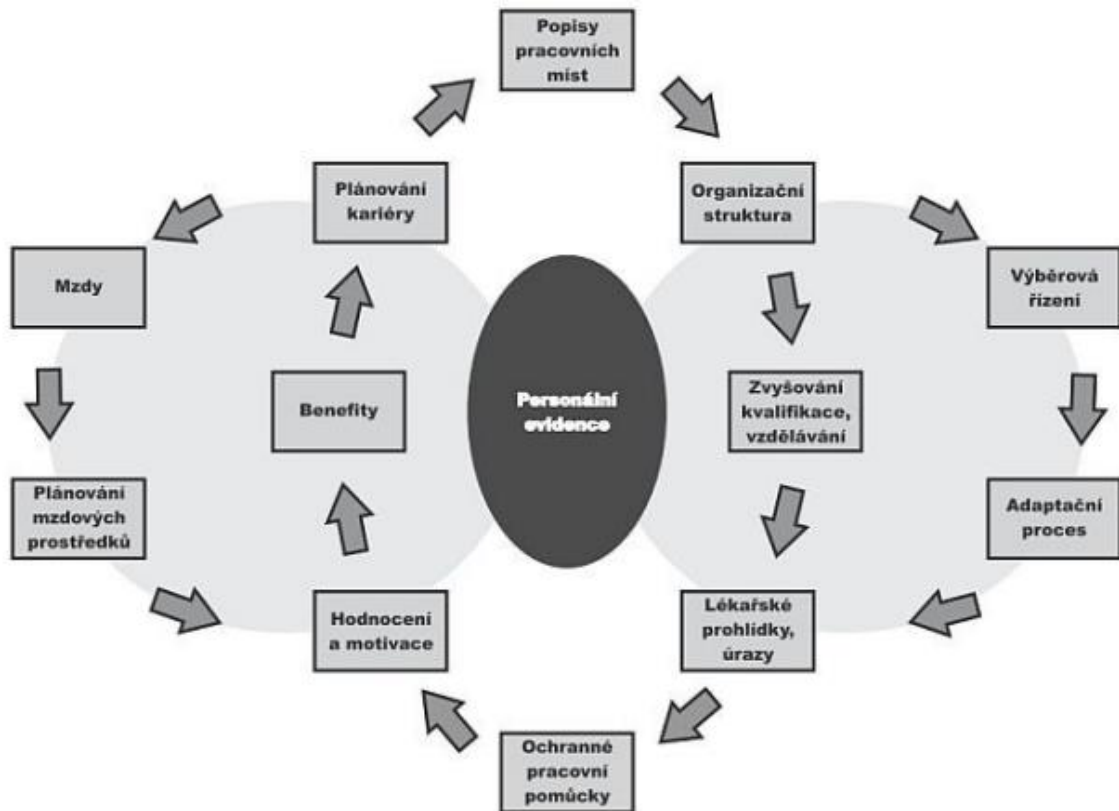 Popisy
pracovních
míst
Plánování
kariéry
Organizační
struktura
Mzdy
Výběrová
řízení
Benefity
Personální
evidence
Zvyšování
kvalifikace,
vzdělávání
Plánování
mzdových
prostředků
Adaptační
proces
Hodnocení
a motivace
Lékařské
prohlídky,
úrazy
Ochranné
pracovní
pomůcky